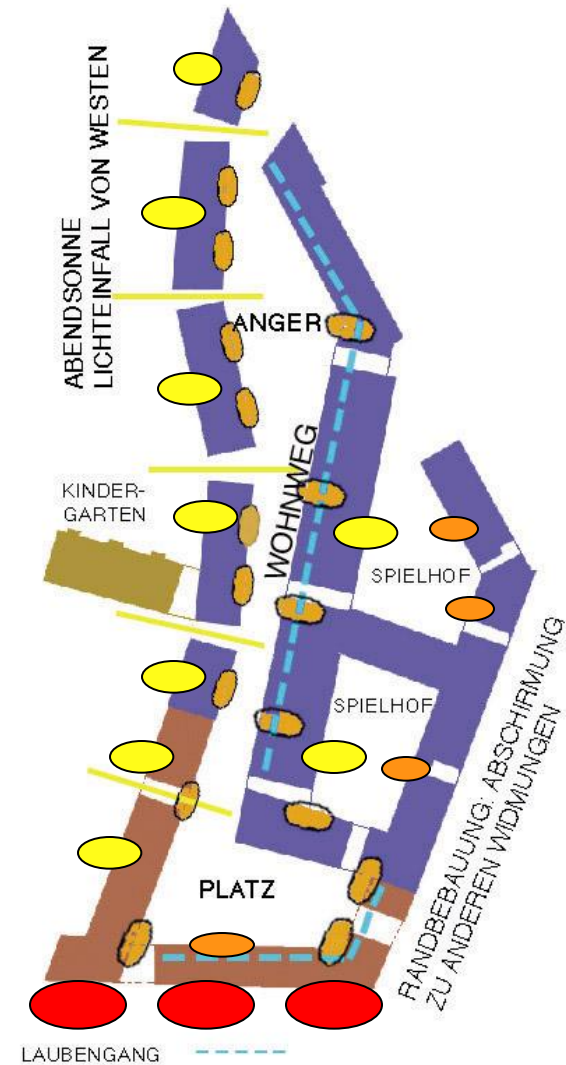 ABENDSONNE
LICHTEINFALL VON WESTEN
ANGER
WOHNWEG
KINDER-
GARTEN
SPIELHOF
SPIELHOF
RANDBEBAUUNG: ABSCHIRMUNG
ZU ANDEREN WIDMUNGEN
PLATZ
LAUBENGANG